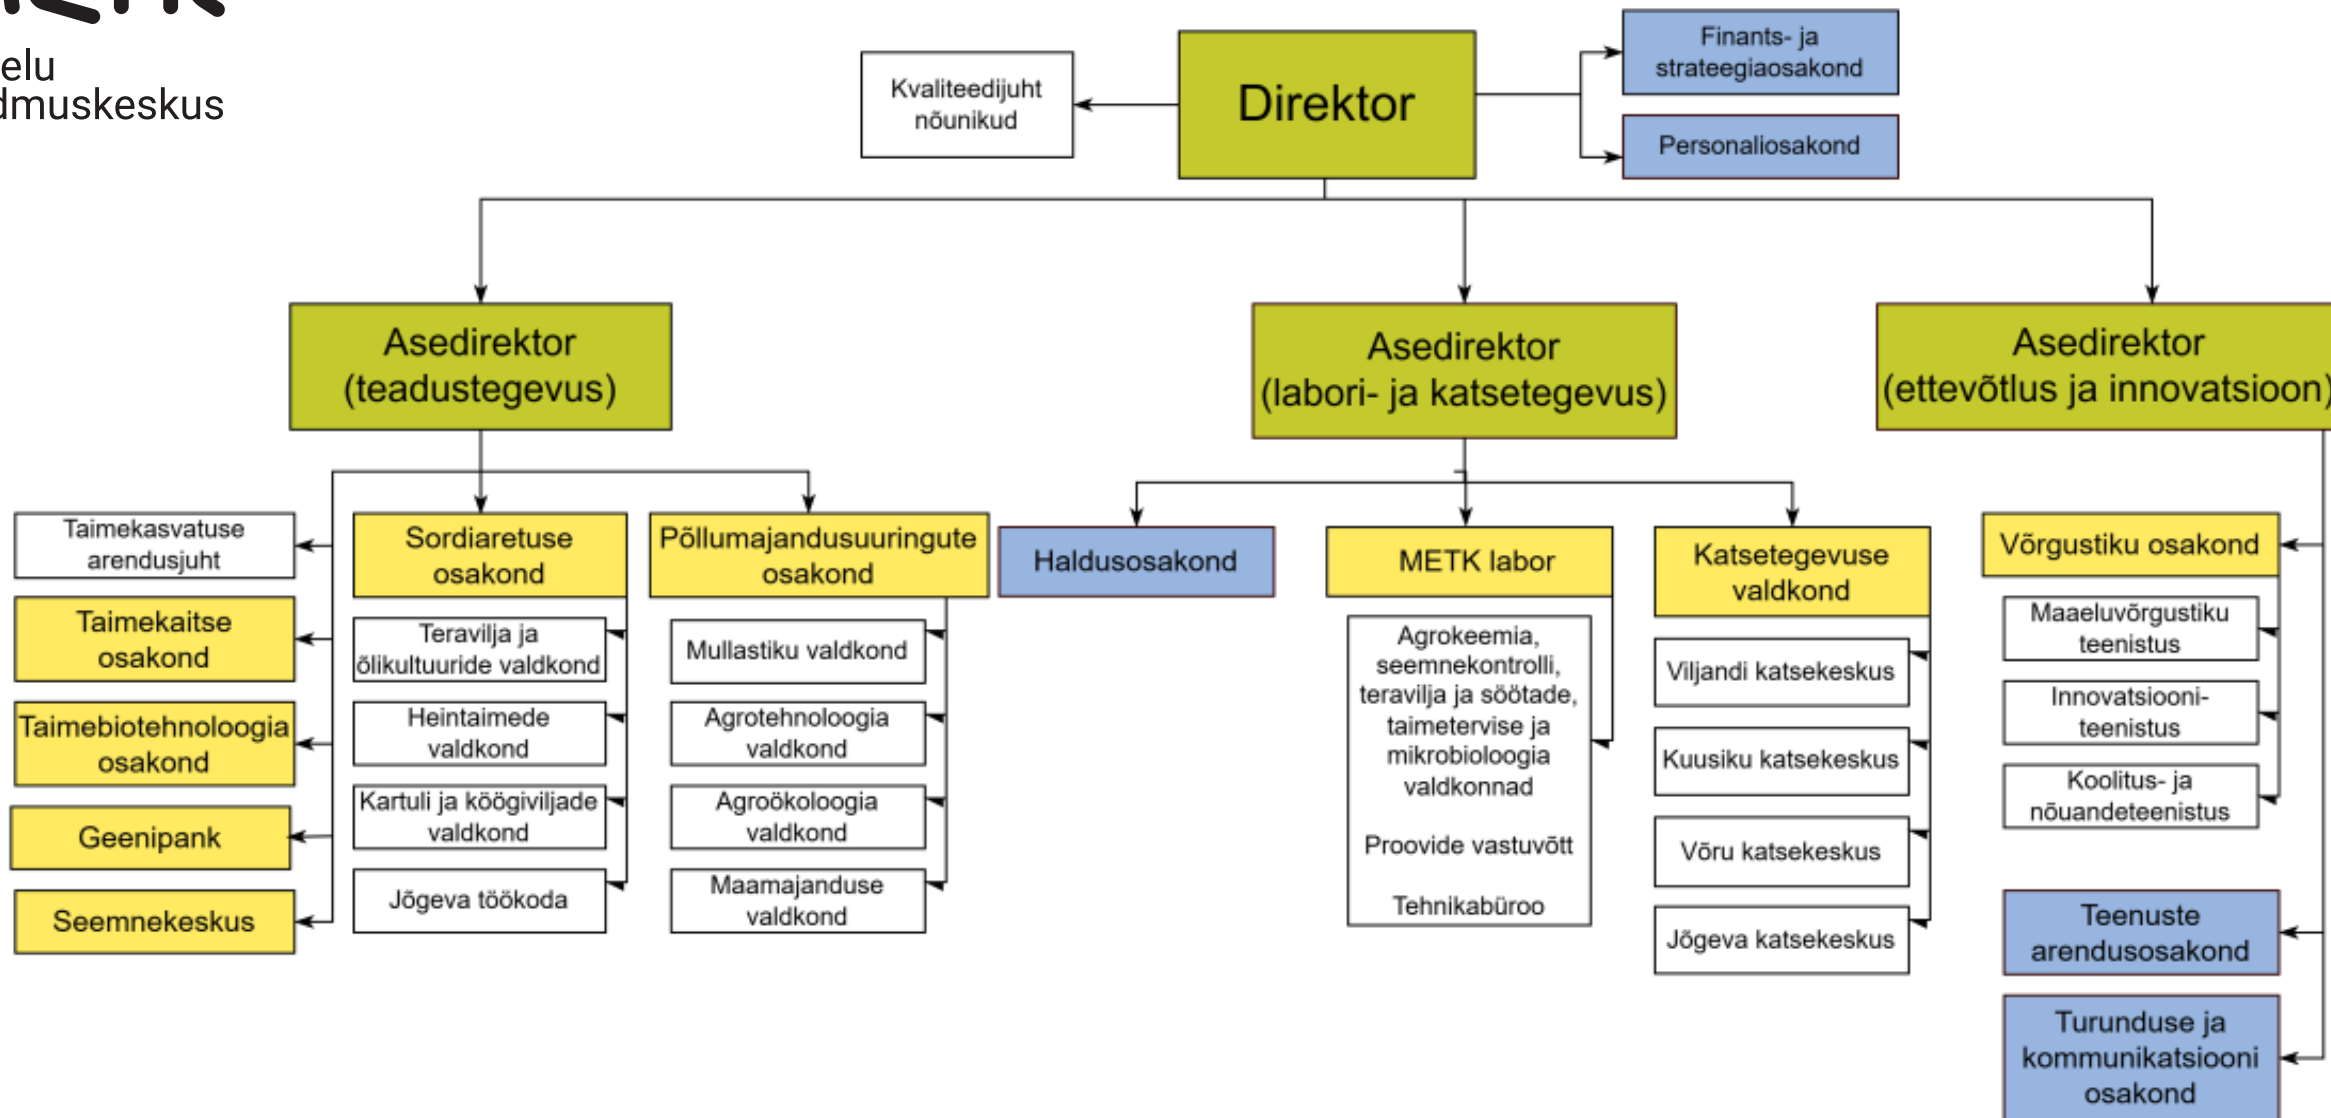 elu
dmuskeskus
Kvaliteedijuht
nõunikud
Direktor
Finants- ja
strateegiaosakond
Personaliosakond
Asedirektor
(teadustegevus)
Asedirektor
(labori- ja katsetegevus)
Asedirektor
(ettevõtlus ja innovatsioon)
Taimekasvatuse
arendusjuht
Taimekaitse
osakond
Taimebiotehnoloogia
osakond
Geenipank
Seemnekeskus
Sordiaretuse
osakond
Teravilja ja
õlikultuuride valdkond
Heintaimede
valdkond
Kartuli ja köögiviljade
valdkond
Jõgeva töökoda
Põllumajandusuuringute
osakond
Mullastiku valdkond
Agrotehnoloogia
valdkond
Agroökoloogia
valdkond
Maamajanduse
valdkond
Haldusosakond
METK labor
Agrokeemia,
seemnekontrolli,
teravilja ja söötade,
taimetervise ja
mikrobioloogia
valdkonnad
Proovide vastuvõtt
Tehnikabüroo
Katsetegevuse
valdkond
Viljandi katsekeskus
Kuusiku katsekeskus
Võru katsekeskus
Jõgeva katsekeskus
Võrgustiku osakond
Maaeluvõrgustiku
teenistus
Innovatsiooni-
teenistus
Koolitus- ja
nõuandeteenistus
Teenuste
arendusosakond
Turunduse ja
kommunikatsiooni
osakond